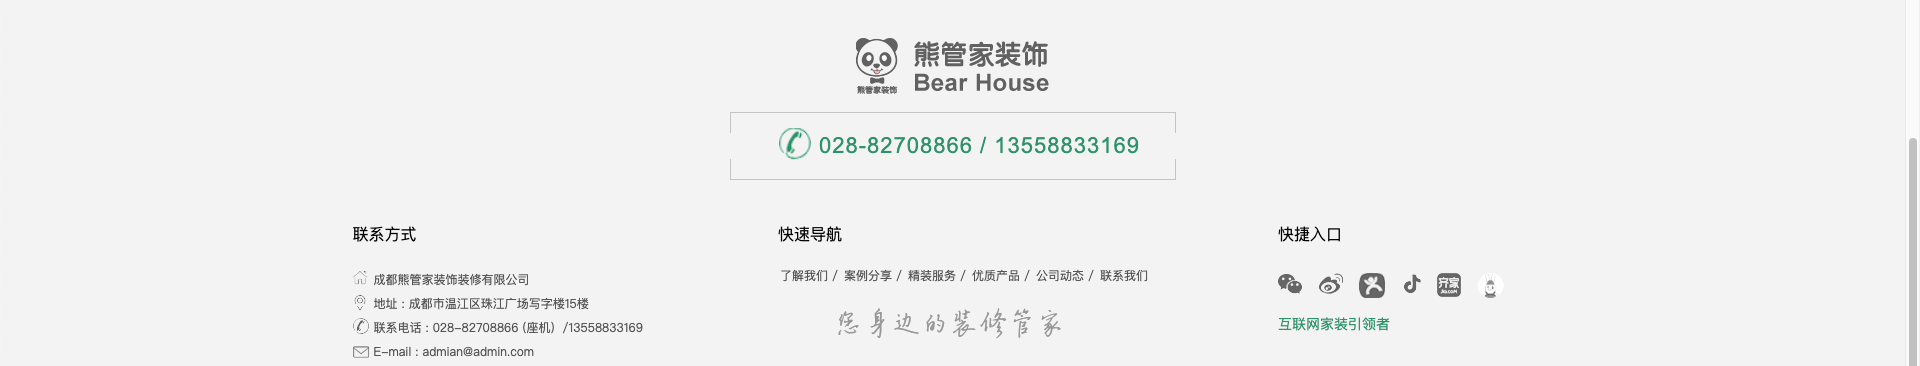 熊管家装饰
Bear House
熊管家装饰
028-82708866 / 13558833169
联系方式
成都熊管家装饰装修有限公司
地址：成都市温江区珠江广场写字楼15楼
联系电话：028-82708866 (座机) /13558833169
E-mail：admian@admin.com
快速导航
了解我们 / 案例分享 / 精装服务 / 优质产品 / 公司动态 / 联系我们
您身边的装修管家
快捷入口
齐家
Jia.com
互联网家装引领者